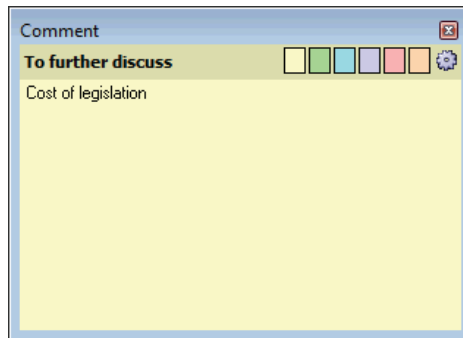 Comment
To further discuss
Cost of legislation